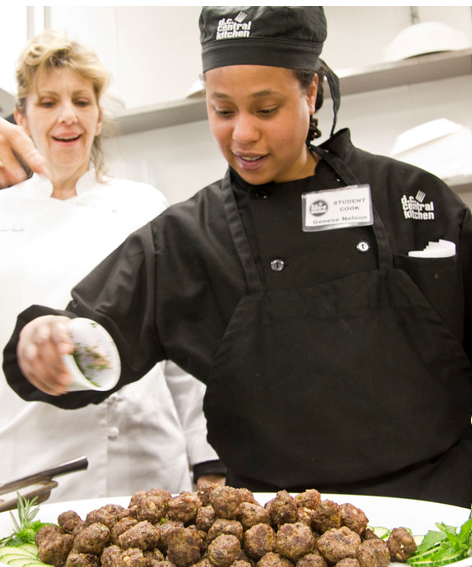 d.c.
central
kitchen
STUDENT
COOK
Genese Nelson
d.c.
central
kitchen